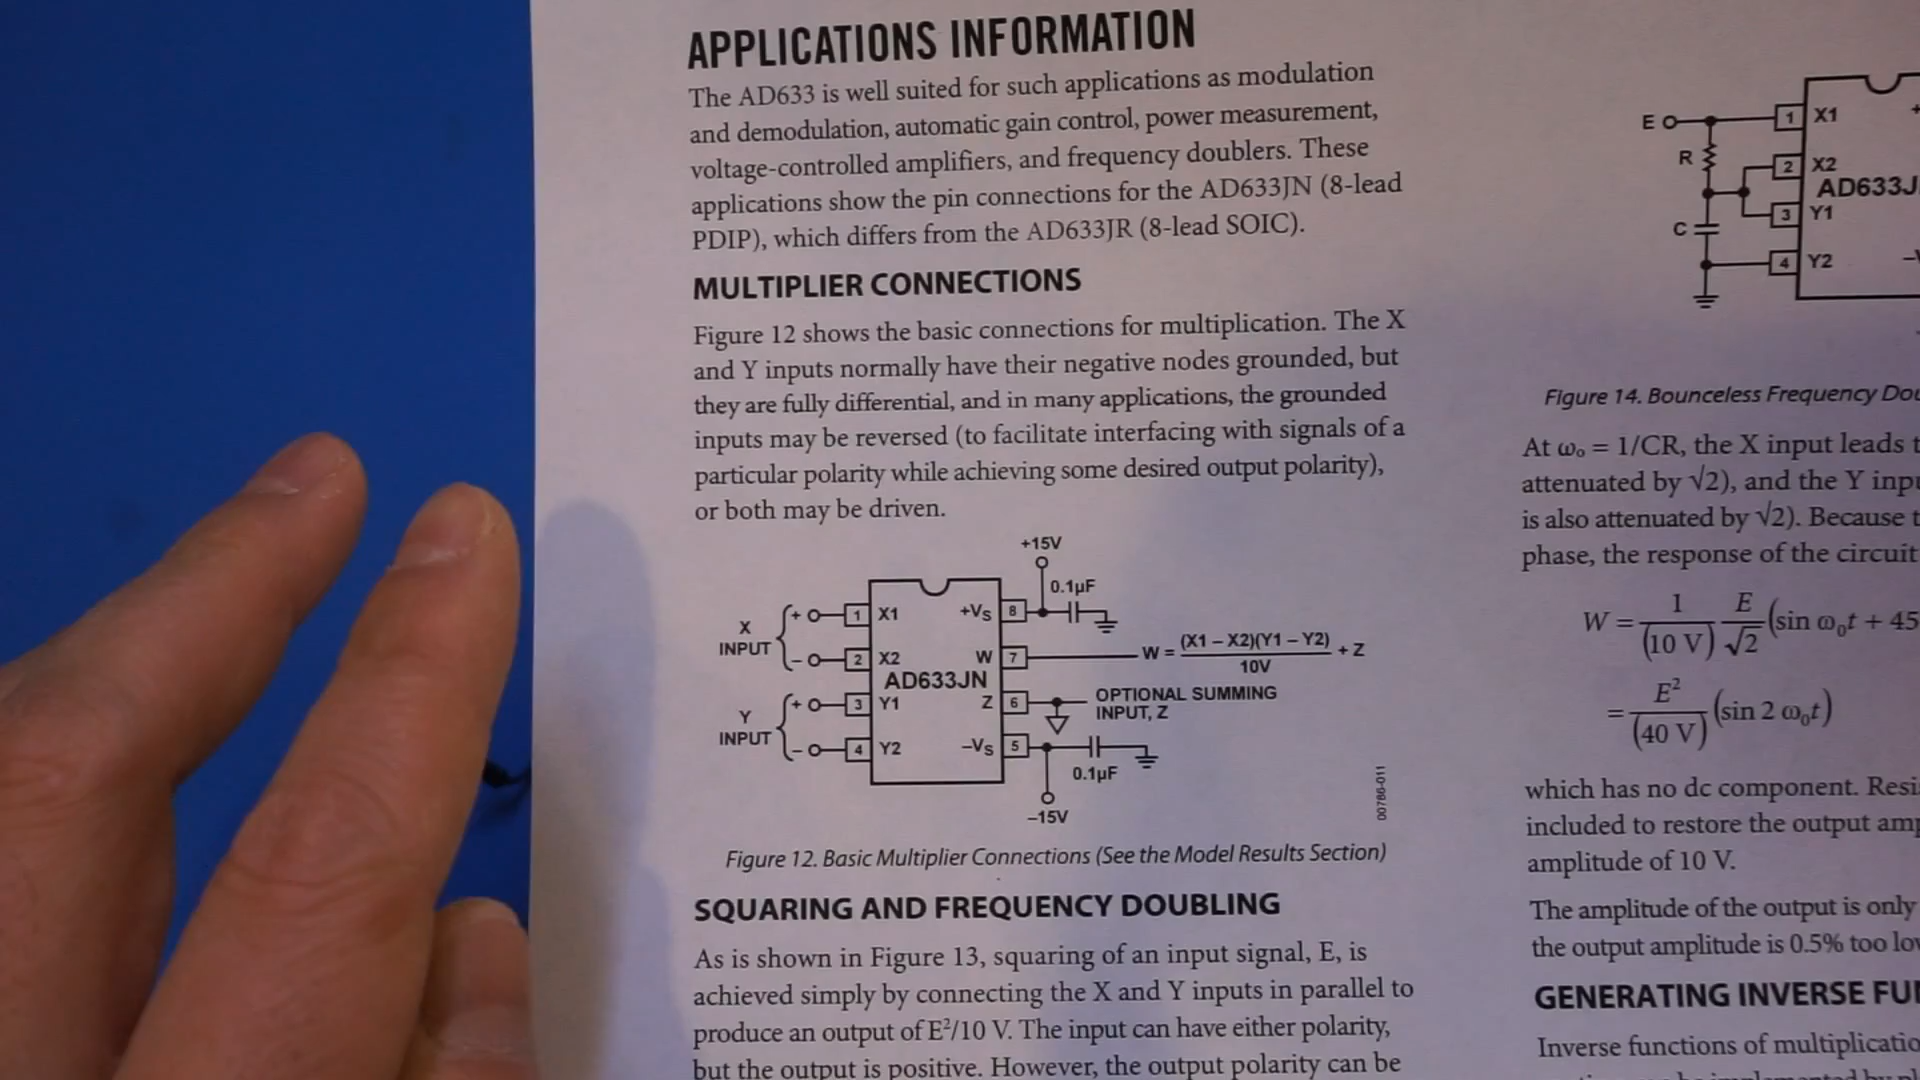 APPLICATIONS INFORMATION
The AD633 is well suited for such applications as modulation
and demodulation, automatic gain control, power measurement,
voltage-controlled amplifiers, and frequency doublers. These
applications show the pin connections for the AD633JN (8-lead
PDIP), which differs from the AD633JR (8-lead SOIC).
MULTIPLIER CONNECTIONS
Figure 12 shows the basic connections for multiplication. The X
and Y inputs normally have their negative nodes grounded, but
they are fully differential, and in many applications, the grounded
inputs may be reversed (to facilitate interfacing with signals of a
particular polarity while achieving some desired output polarity),
or both may be driven.
+15V
0.1µF
X
INPUT
+
–
1 X1
2 X2
+VS 8
W 7
AD633JN
W = (X1 – X2)(Y1 – Y2) / 10V + Z
Y
INPUT
+
–
3 Y1
4 Y2
Z 6
–VS 5
OPTIONAL SUMMING
INPUT, Z
0.1µF
–15V
00786-011
Figure 12. Basic Multiplier Connections (See the Model Results Section)
SQUARING AND FREQUENCY DOUBLING
As is shown in Figure 13, squaring of an input signal, E, is
achieved simply by connecting the X and Y inputs in parallel to
produce an output of E²/10 V. The input can have either polarity,
but the output is positive. However, the output polarity can be
E
R
C
1 X1
2 X2
AD633J
3 Y1
4 Y2
+
Figure 14. Bounceless Frequency Dou
At ω₀ = 1/CR, the X input leads t
attenuated by √2), and the Y inpu
is also attenuated by √2). Because t
phase, the response of the circuit
W = 1/(10 V) E/√2 (sin ω₀t + 45
= E²/(40 V) (sin 2 ω₀t)
which has no dc component. Resi
included to restore the output amp
amplitude of 10 V.
The amplitude of the output is only
the output amplitude is 0.5% too lo
GENERATING INVERSE FU
Inverse functions of multiplicatio